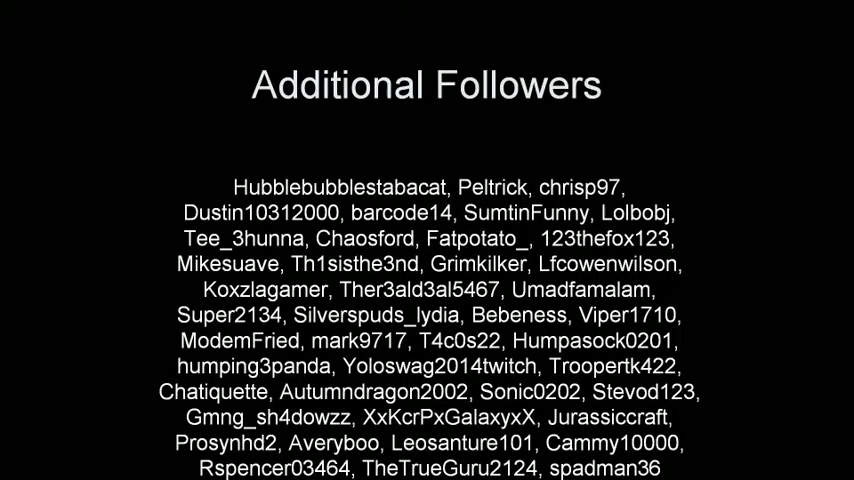 Additional Followers
Hubblebubblestabacat, Peltrick, chrisp97,
Dustin10312000, barcode14, SumtinFunny, Lolbobj,
Tee_3hunna, Chaosford, Fatpotato_, 123thefox123,
Mikesuave, Th1sisthe3nd, Grimkilker, Lfcowenwilson,
Koxzlagamer, Ther3ald3al5467, Umadfamalam,
Super2134, Silverspuds_lydia, Bebeness, Viper1710,
ModemFried, mark9717, T4c0s22, Humpasock0201,
humping3panda, Yoloswag2014twitch, Troopertk422,
Chatiquette, Autumndragon2002, Sonic0202, Stevod123,
Gmng_sh4dowzz, XxKcrPxGalaxyxX, Jurassiccraft,
Prosynhd2, Averyboo, Leosanture101, Cammy10000,
Rspencer03464, TheTrueGuru2124, spadman36